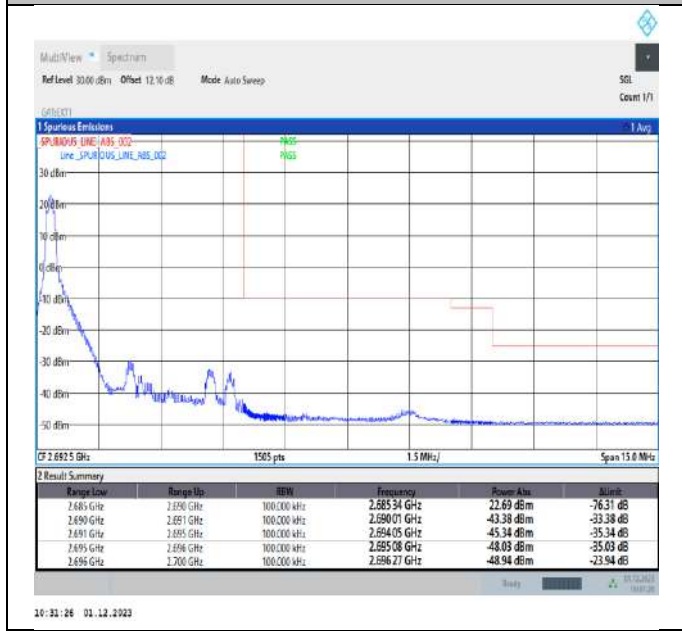 MultiView Spectrum
Ref Level 30.00 dBm Offset 12.10 dB Mode Auto Sweep SGL
Count 1/1
1 Spurious Emissions 1 Avg
SPURIOUS_LINE_ABS_002 PASS
Line _SPURIOUS_LINE_ABS_002 PASS
30 dBm
20 dBm
10 dBm
0 dBm
-10 dBm
-20 dBm
-30 dBm
-40 dBm
-50 dBm
CF 2.6925 GHz 1505 pts 1.5 MHz/ Span 15.0 MHz
2 Result Summary
Range Low Range Up RBW Frequency Power Abs ΔLimit
2.685 GHz 2.690 GHz 100.000 kHz 2.68534 GHz 22.69 dBm -76.31 dB
2.690 GHz 2.691 GHz 100.000 kHz 2.69001 GHz -43.38 dBm -33.38 dB
2.691 GHz 2.695 GHz 100.000 kHz 2.69405 GHz -45.34 dBm -35.34 dB
2.695 GHz 2.696 GHz 100.000 kHz 2.69508 GHz -48.03 dBm -35.03 dB
2.696 GHz 2.700 GHz 100.000 kHz 2.69627 GHz -48.94 dBm -23.94 dB
Ready
10:31:26 01.12.2023